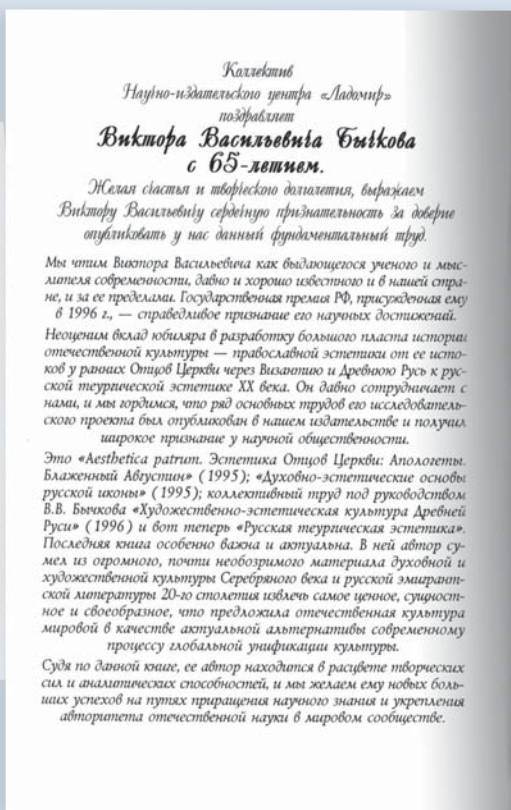 Коллектив
Научно-издательского центра «Ладомир»
поздравляет
Виктора Васильевича Бычкова
с 65-летием.
Желая счастья и творческого долголетия, выражаем
Виктору Васильевичу сердечную признательность за доверие
опубликовать у нас данный фундаментальный труд.
Мы чтим Виктора Васильевича как выдающегося ученого и мыс-
лителя современности, давно и хорошо известного и в нашей стра-
не, и за ее пределами. Государственная премия РФ, присужденная ему
в 1996 г., — справедливое признание его научных достижений.
Неоценим вклад юбиляра в разработку большого пласта истории
отечественной культуры — православной эстетики от ее исто-
ков у ранних Отцов Церкви через Византию и Древнюю Русь к рус-
ской теургической эстетике XX века. Он давно сотрудничает с
нами, и мы гордимся, что ряд основных трудов его исследователь-
ского проекта был опубликован в нашем издательстве и получил
широкое признание у научной общественности.
Это «Aesthetica patrum. Эстетика Отцов Церкви: Апологеты.
Блаженный Августин» (1995); «Духовно-эстетические основы
русской иконы» (1995); коллективный труд под руководством
В.В. Бычкова «Художественно-эстетическая культура Древней
Руси» (1996) и вот теперь «Русская теургическая эстетика».
Последняя книга особенно важна и актуальна. В ней автор су-
мел из огромного, почти необозримого материала духовной и
художественной культуры Серебряного века и русской эмигрант-
ской литературы 20-го столетия извлечь самое ценное, сущност-
ное и своеобразное, что предложила отечественная культура
мировой в качестве актуальной альтернативы современному
процессу глобальной унификации культуры.
Судя по данной книге, ее автор находится в расцвете творческих
сил и аналитических способностей, и мы желаем ему новых боль-
ших успехов на путях приращения научного знания и укрепления
авторитета отечественной науки в мировом сообществе.